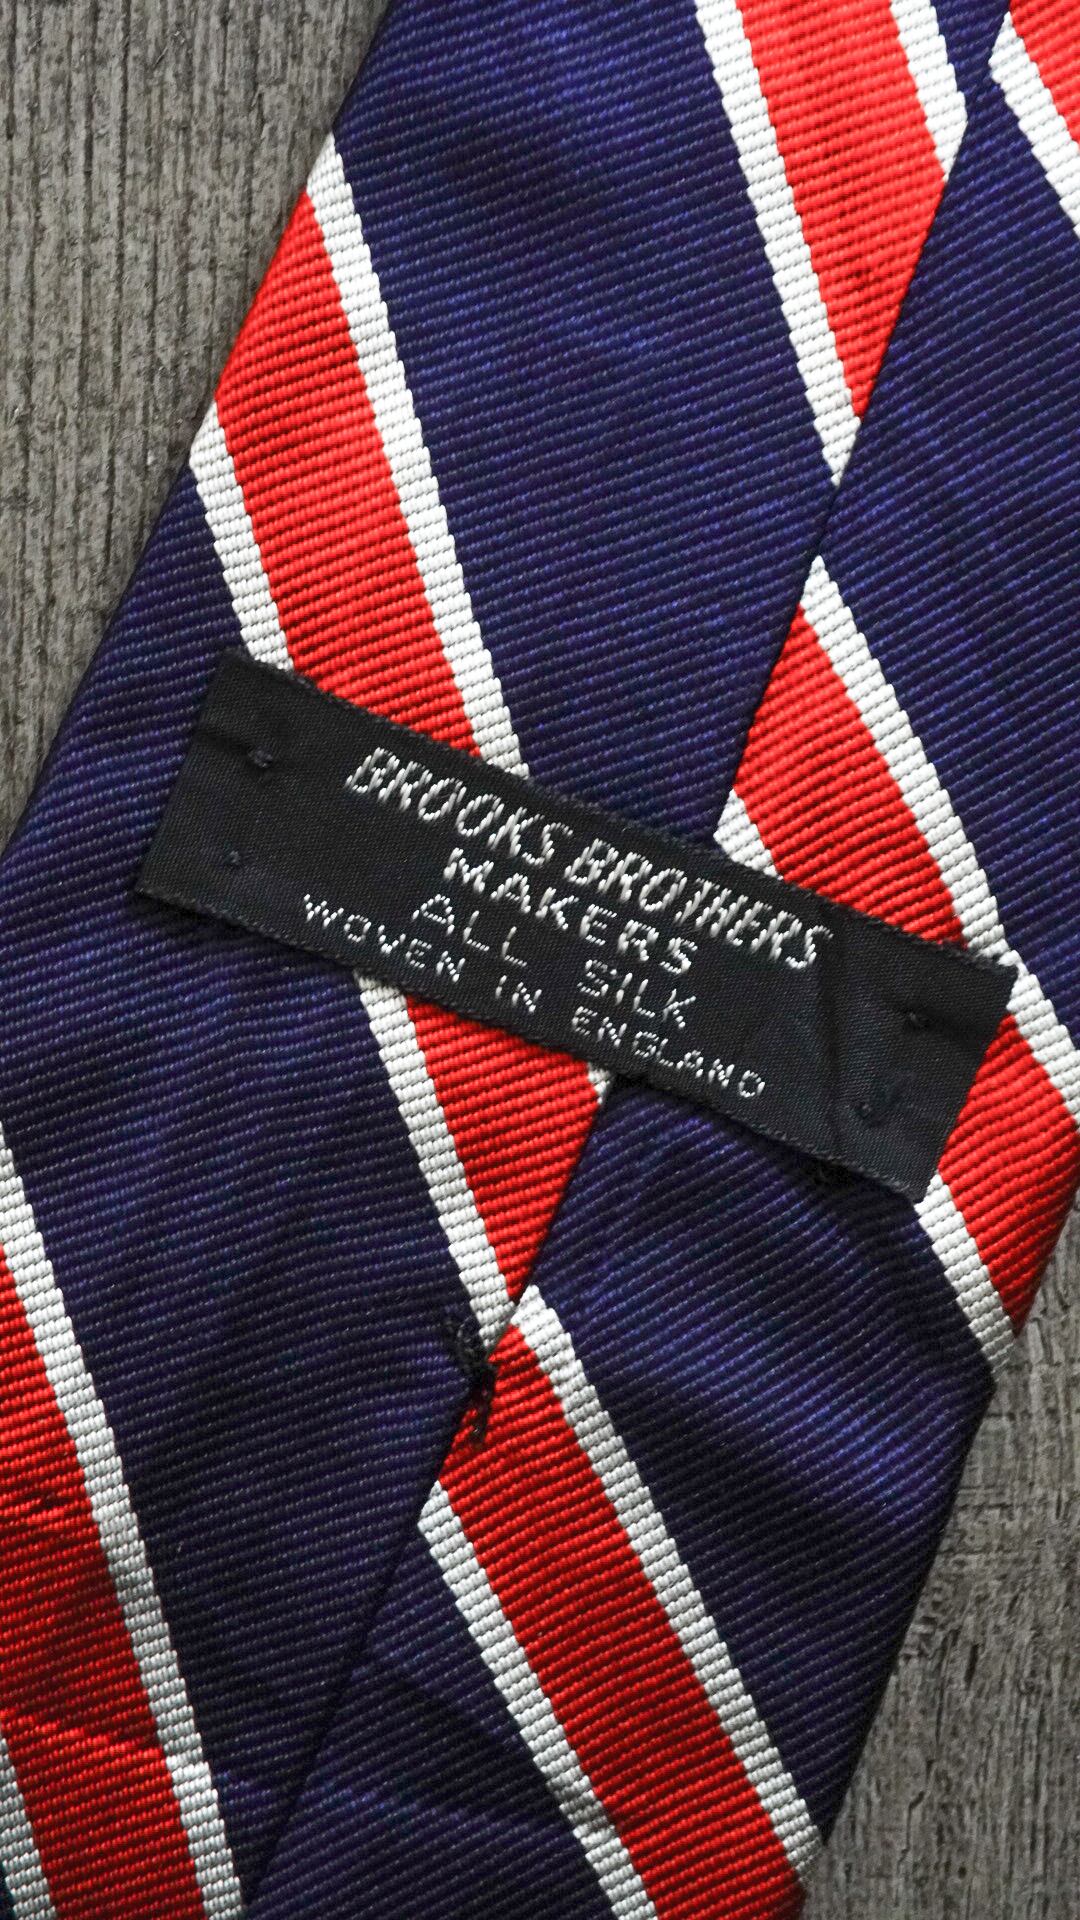 BROOKS BROTHERS
MAKERS
ALL SILK
WOVEN IN ENGLAND